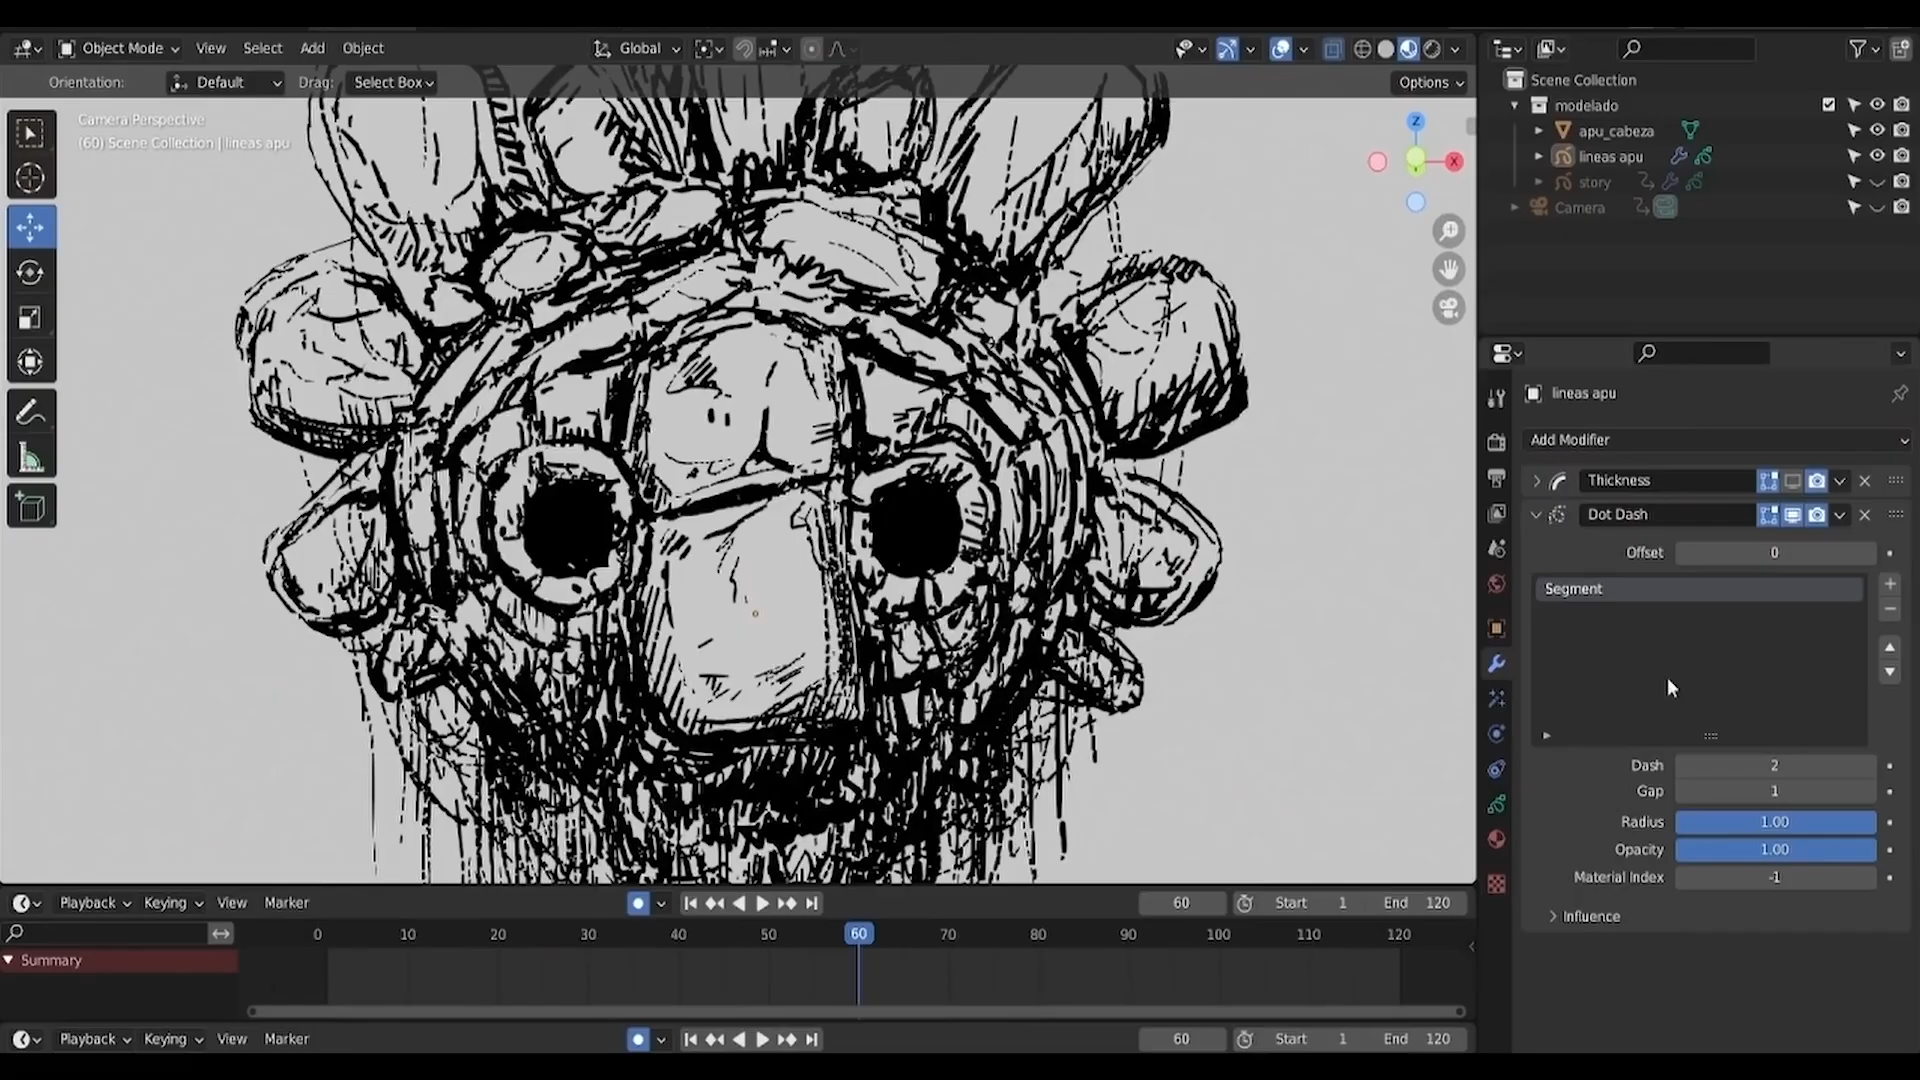 Object Mode View Select Add Object Global
Orientation: Default Drag: Select Box Options
Camera Perspective
(60) Scene Collection | lineas apu
Z
X
Y
Scene Collection
modelado
apu_cabeza
lineas apu
story
Camera
lineas apu
Add Modifier
Thickness
Dot Dash
Offset 0
Segment
Dash 2
Gap 1
Radius 1.00
Opacity 1.00
Material Index -1
Influence
Playback Keying View Marker 60 Start 1 End 120
0 10 20 30 40 50 60 70 80 90 100 110 120
Summary
Playback Keying View Marker 60 Start 1 End 120